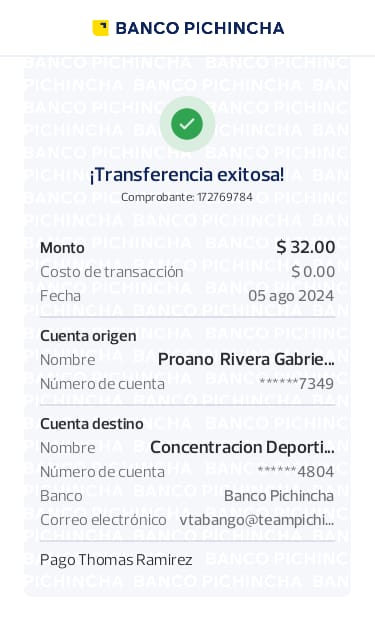 BANCO PICHINCHA
¡Transferencia exitosa!
Comprobante: 172769784
Monto $ 32.00
Costo de transacción $ 0.00
Fecha 05 ago 2024
Cuenta origen
Nombre Proano Rivera Gabrie...
Número de cuenta ******7349
Cuenta destino
Nombre Concentracion Deporti...
Número de cuenta ******4804
Banco Banco Pichincha
Correo electrónico vtabango@teampichi...
Pago Thomas Ramirez